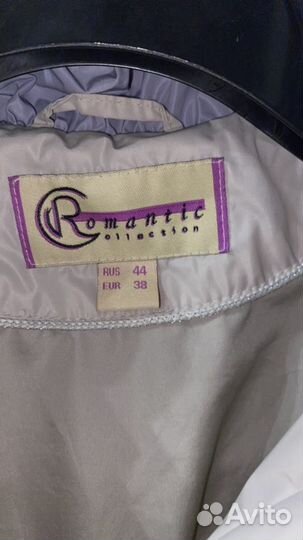 Romantic
Collection
RUS 44
EUR 38
Avito